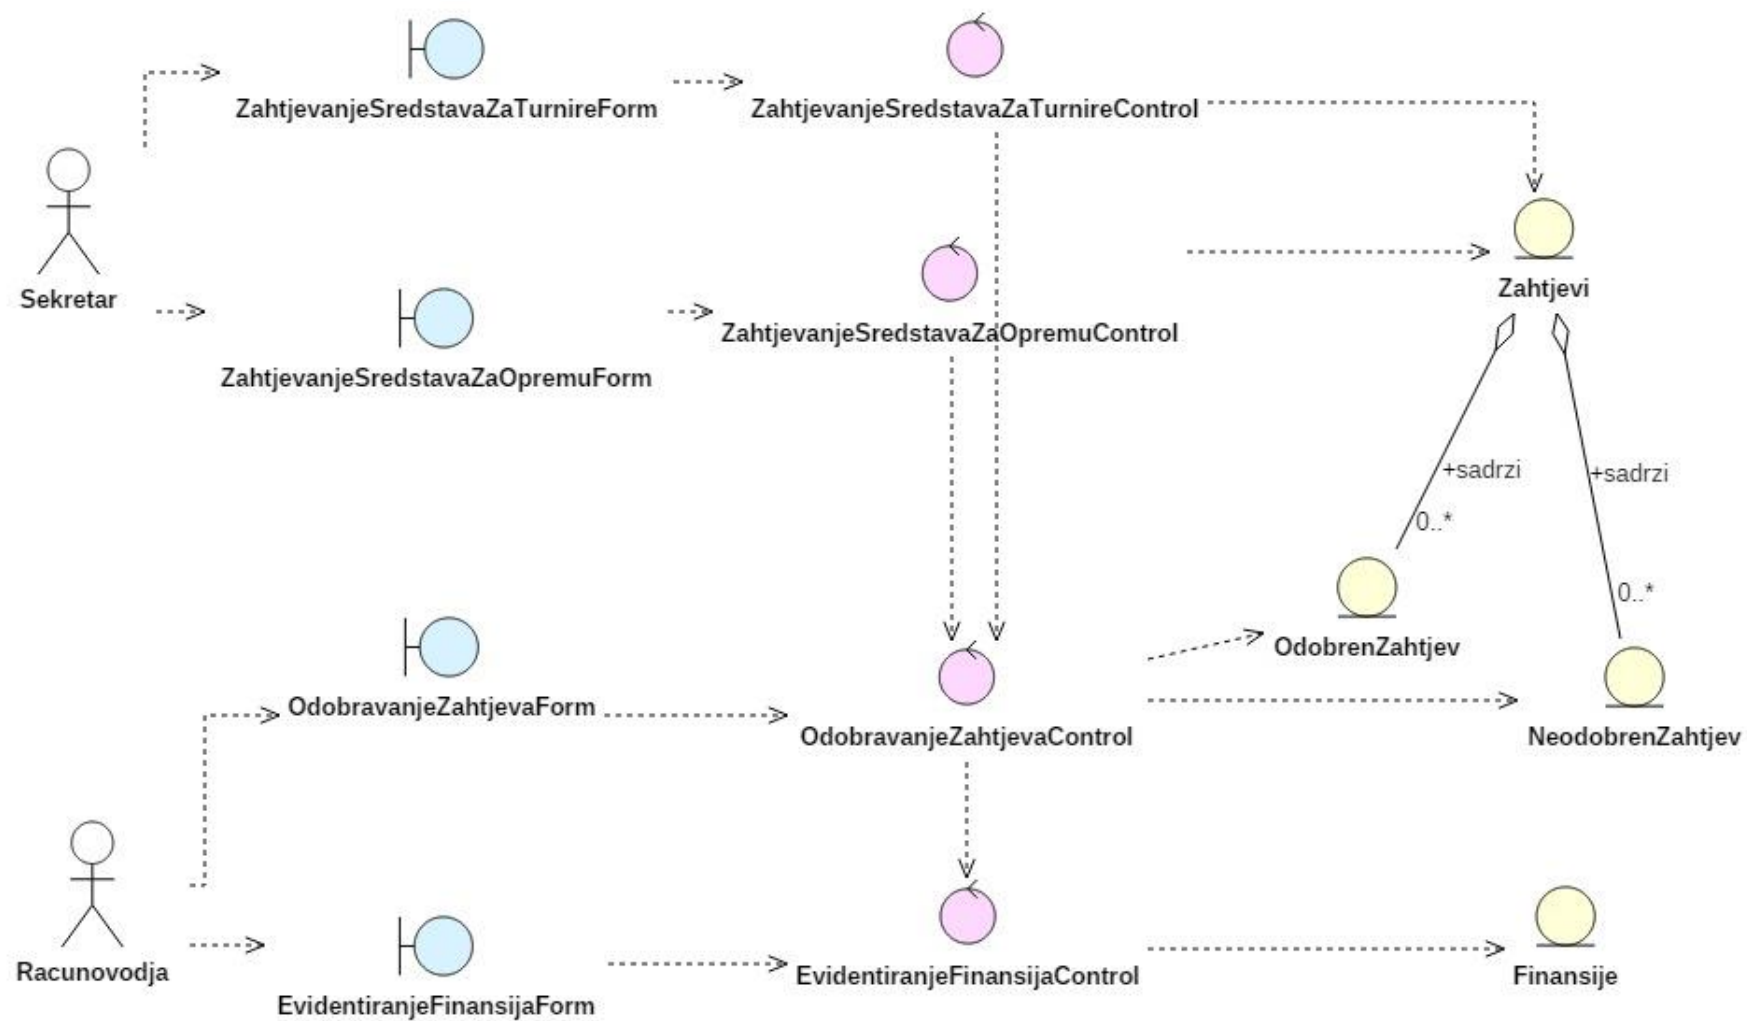 ZahtjevanjeSredstavaZaTurnireForm
ZahtjevanjeSredstavaZaTurnireControl
Sekretar
Zahtjevi
ZahtjevanjeSredstavaZaOpremuControl
ZahtjevanjeSredstavaZaOpremuForm
+sadrzi
+sadrzi
0..*
0..*
OdobrenZahtjev
OdobravanjeZahtjevaForm
OdobravanjeZahtjevaControl
NeodobrenZahtjev
Racunovodja
EvidentiranjeFinansijaControl
Finansije
EvidentiranjeFinansijaForm